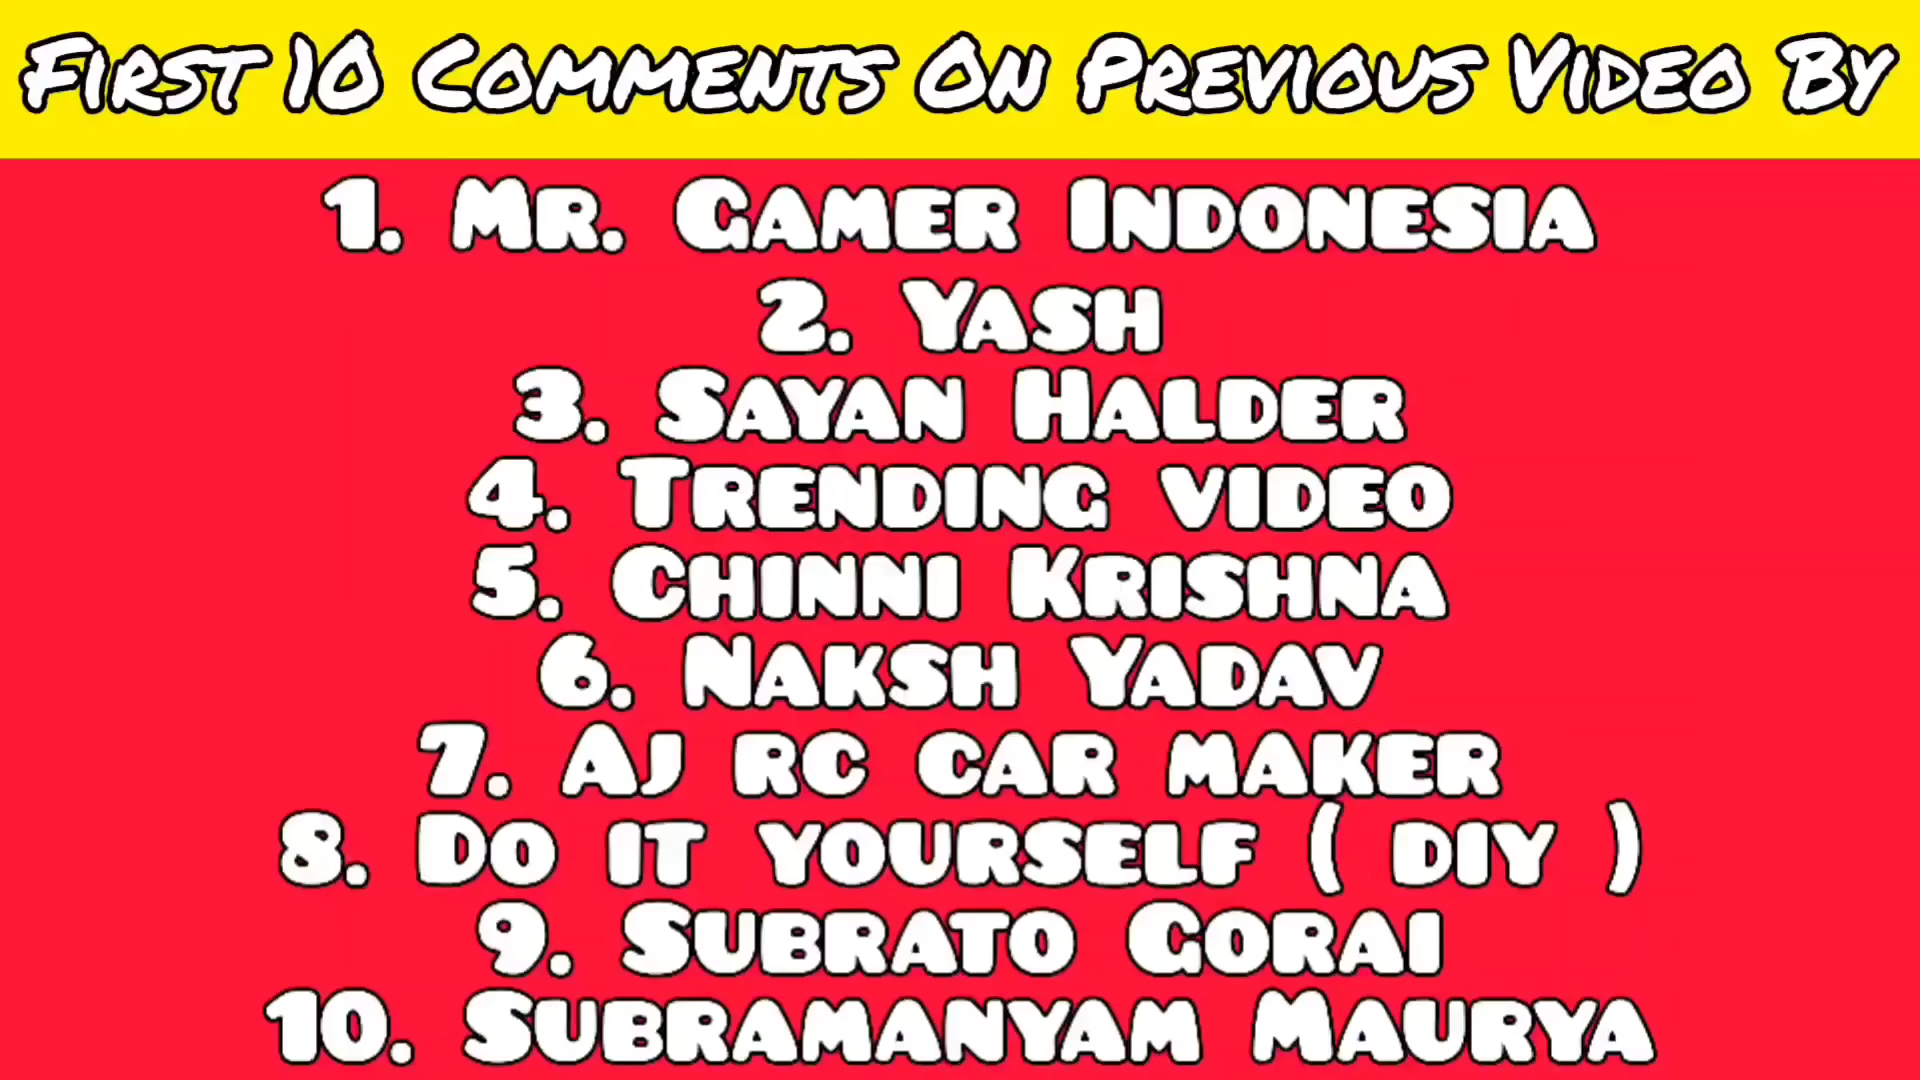 First 10 Comments On Previous Video By
1. Mr. Gamer Indonesia
2. Yash
3. Sayan Halder
4. Trending video
5. Chinni Krishna
6. Naksh Yadav
7. Aj rc car maker
8. Do it yourself ( diy )
9. Subrato Gorai
10. Subramanyam Maurya